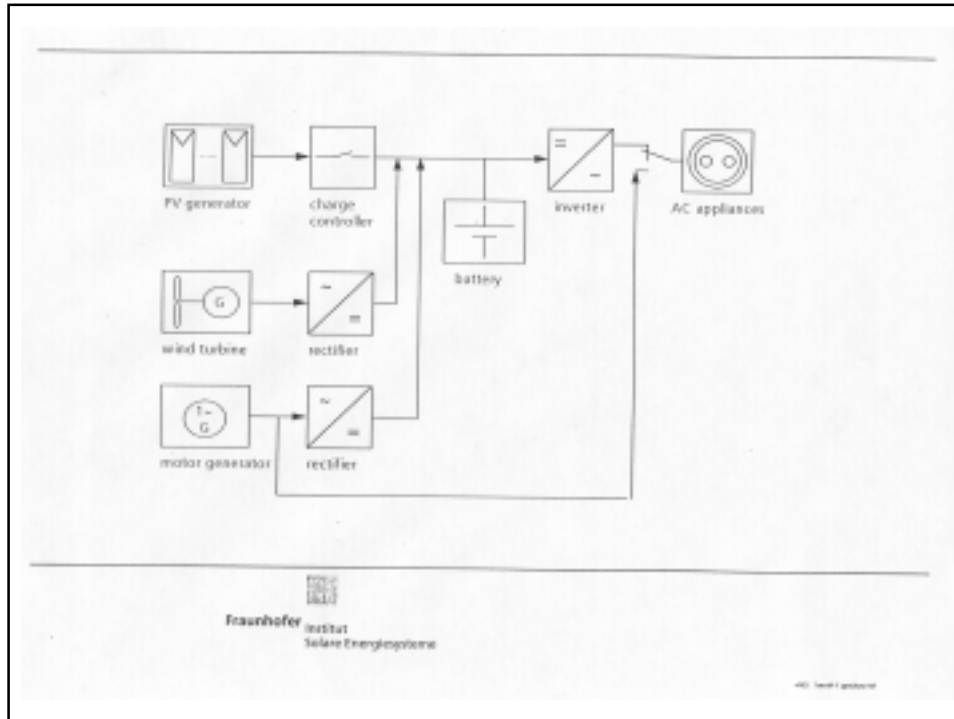 PV generator
charge
controller
inverter
AC appliances
battery
G
wind turbine
rectifier
G
motor generator
rectifier
Fraunhofer
Institut
Solare Energiesysteme